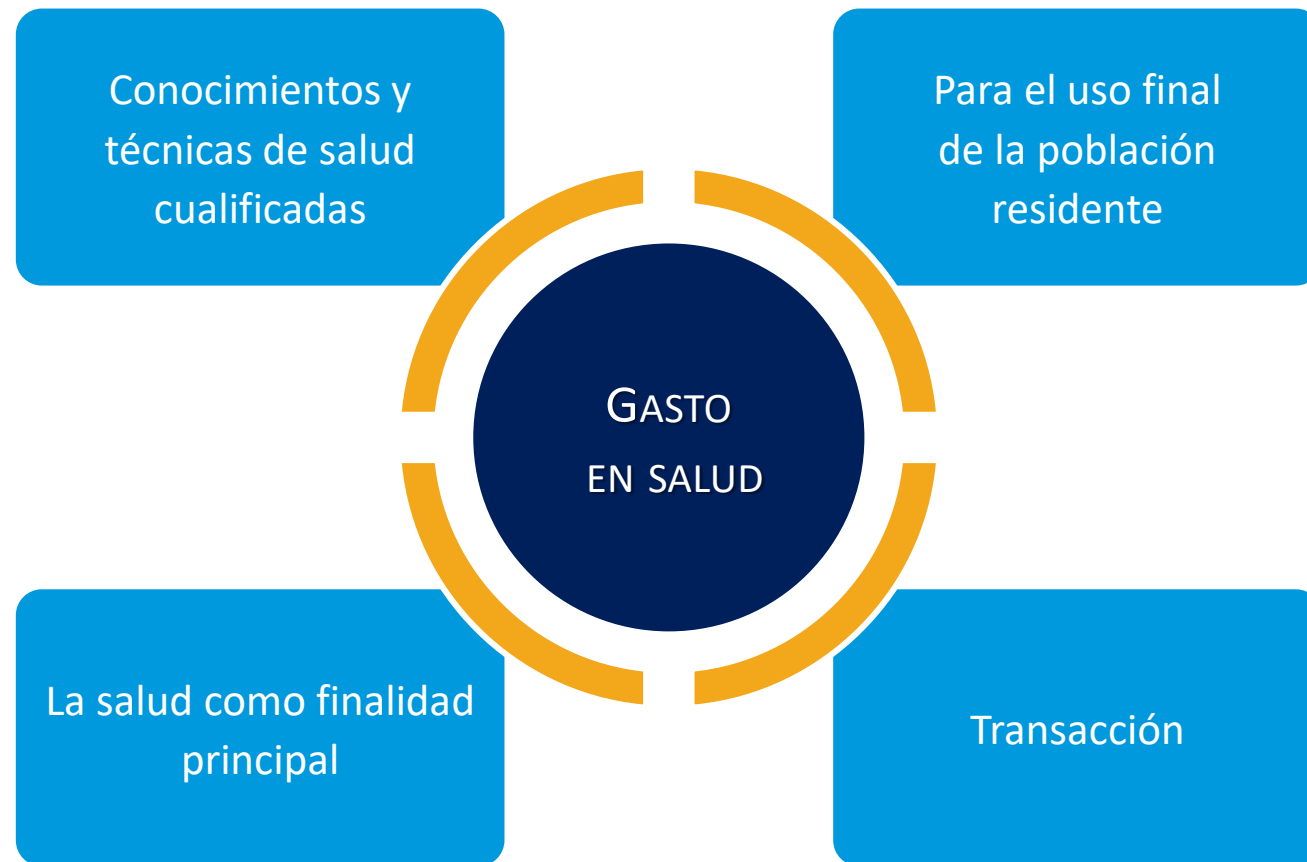 Conocimientos y
técnicas de salud
cualificadas
Para el uso final
de la población
residente
GASTO
EN SALUD
La salud como finalidad
principal
Transacción